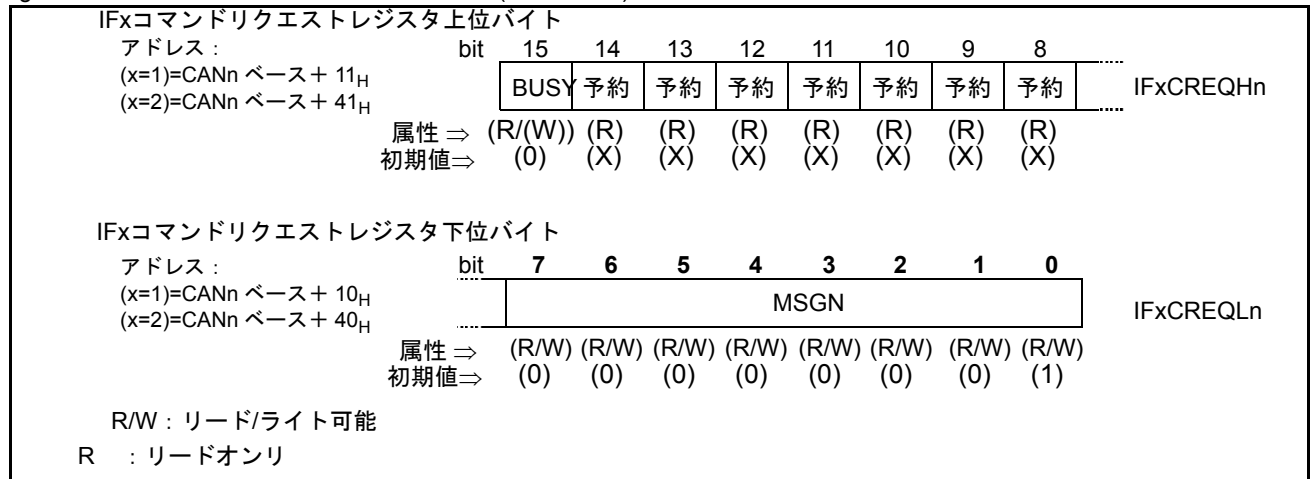 IFxコマンドリクエストレジスタ上位バイト
アドレス： bit 15 14 13 12 11 10 9 8
(x=1)=CANn ベース＋ 11H
(x=2)=CANn ベース＋ 41H
BUSY 予約 予約 予約 予約 予約 予約 予約 IFxCREQHn
属性 ⇒ (R/(W)) (R) (R) (R) (R) (R) (R) (R)
初期値⇒ (0) (X) (X) (X) (X) (X) (X) (X)
IFxコマンドリクエストレジスタ下位バイト
アドレス： bit 7 6 5 4 3 2 1 0
(x=1)=CANn ベース＋ 10H
(x=2)=CANn ベース＋ 40H
MSGN IFxCREQLn
属性 ⇒ (R/W) (R/W) (R/W) (R/W) (R/W) (R/W) (R/W) (R/W)
初期値⇒ (0) (0) (0) (0) (0) (0) (0) (1)
R/W：リード/ライト可能
R ：リードオンリ